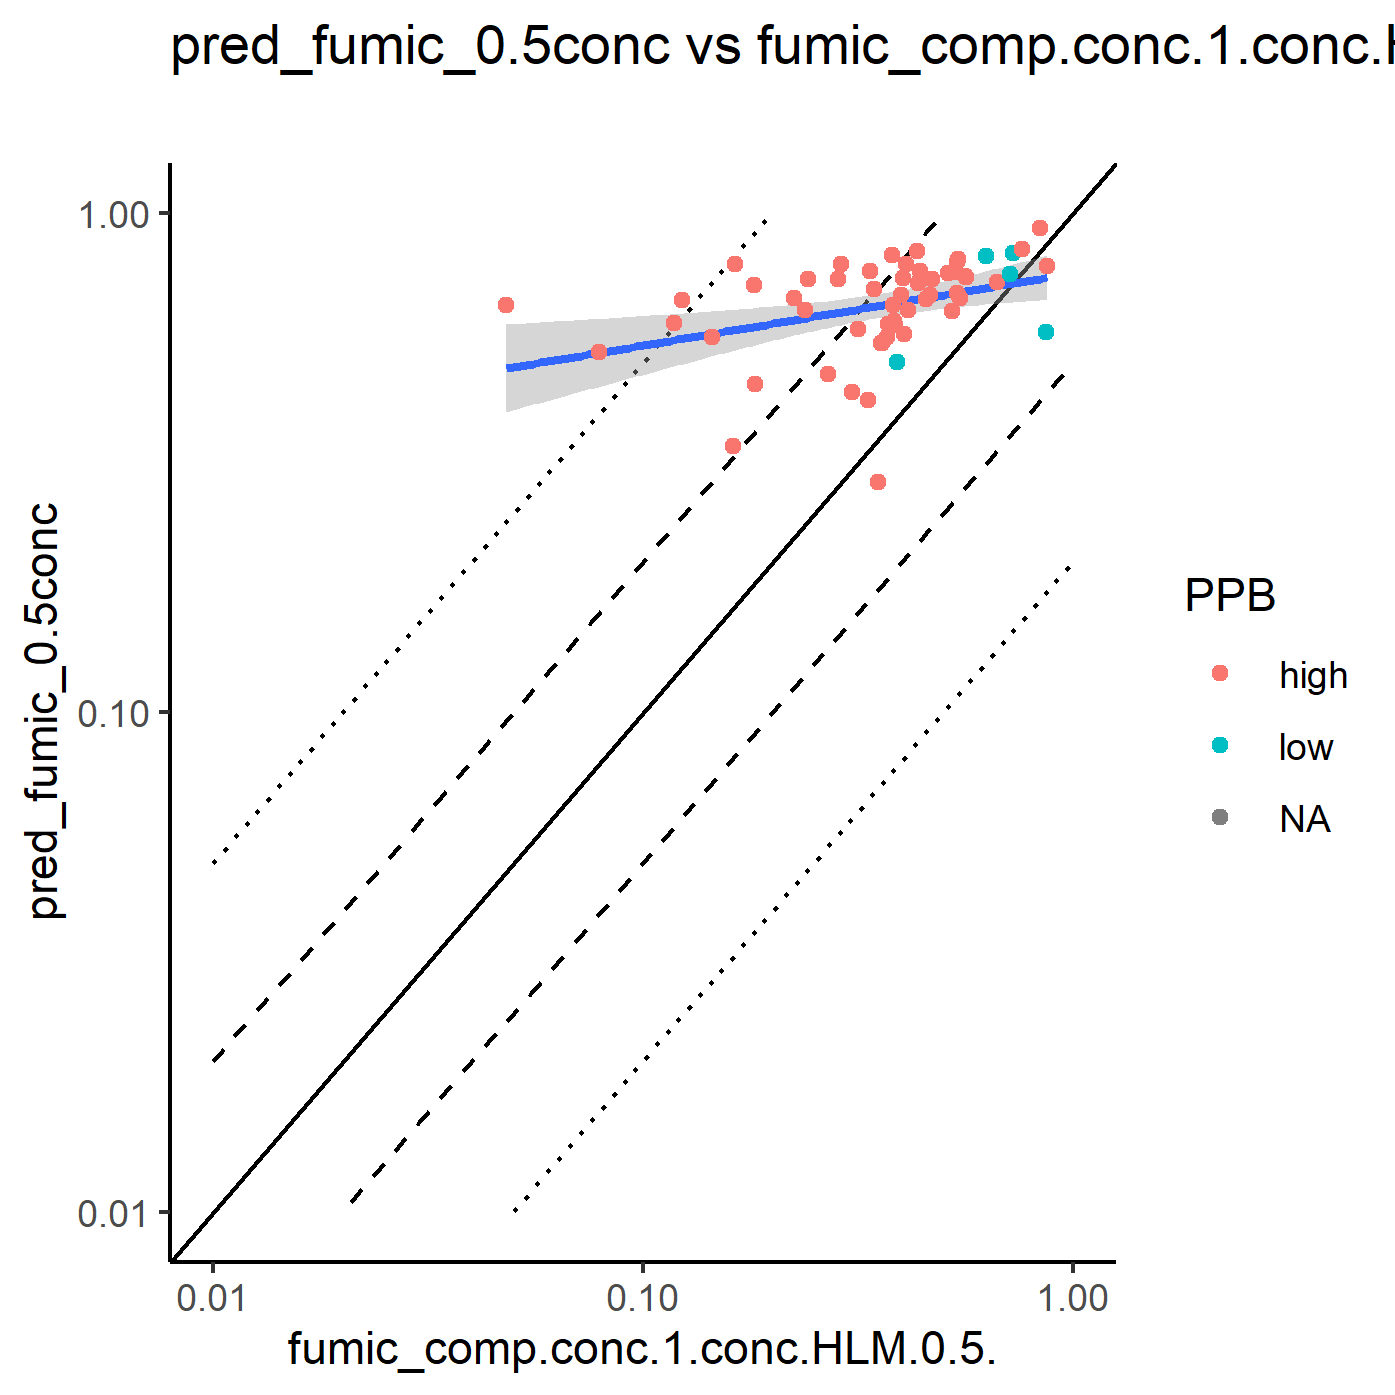 pred_fumic_0.5conc vs fumic_comp.conc.1.conc.H
1.00
0.10
0.01
pred_fumic_0.5conc
0.01
0.10
1.00
fumic_comp.conc.1.conc.HLM.0.5.
PPB
high
low
NA